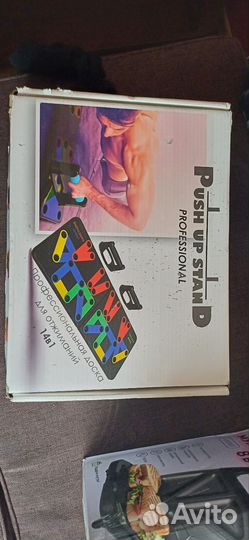 PUSH UP STAND
PROFESSIONAL
профессиональная доска
для отжиманий
14в1
Avito